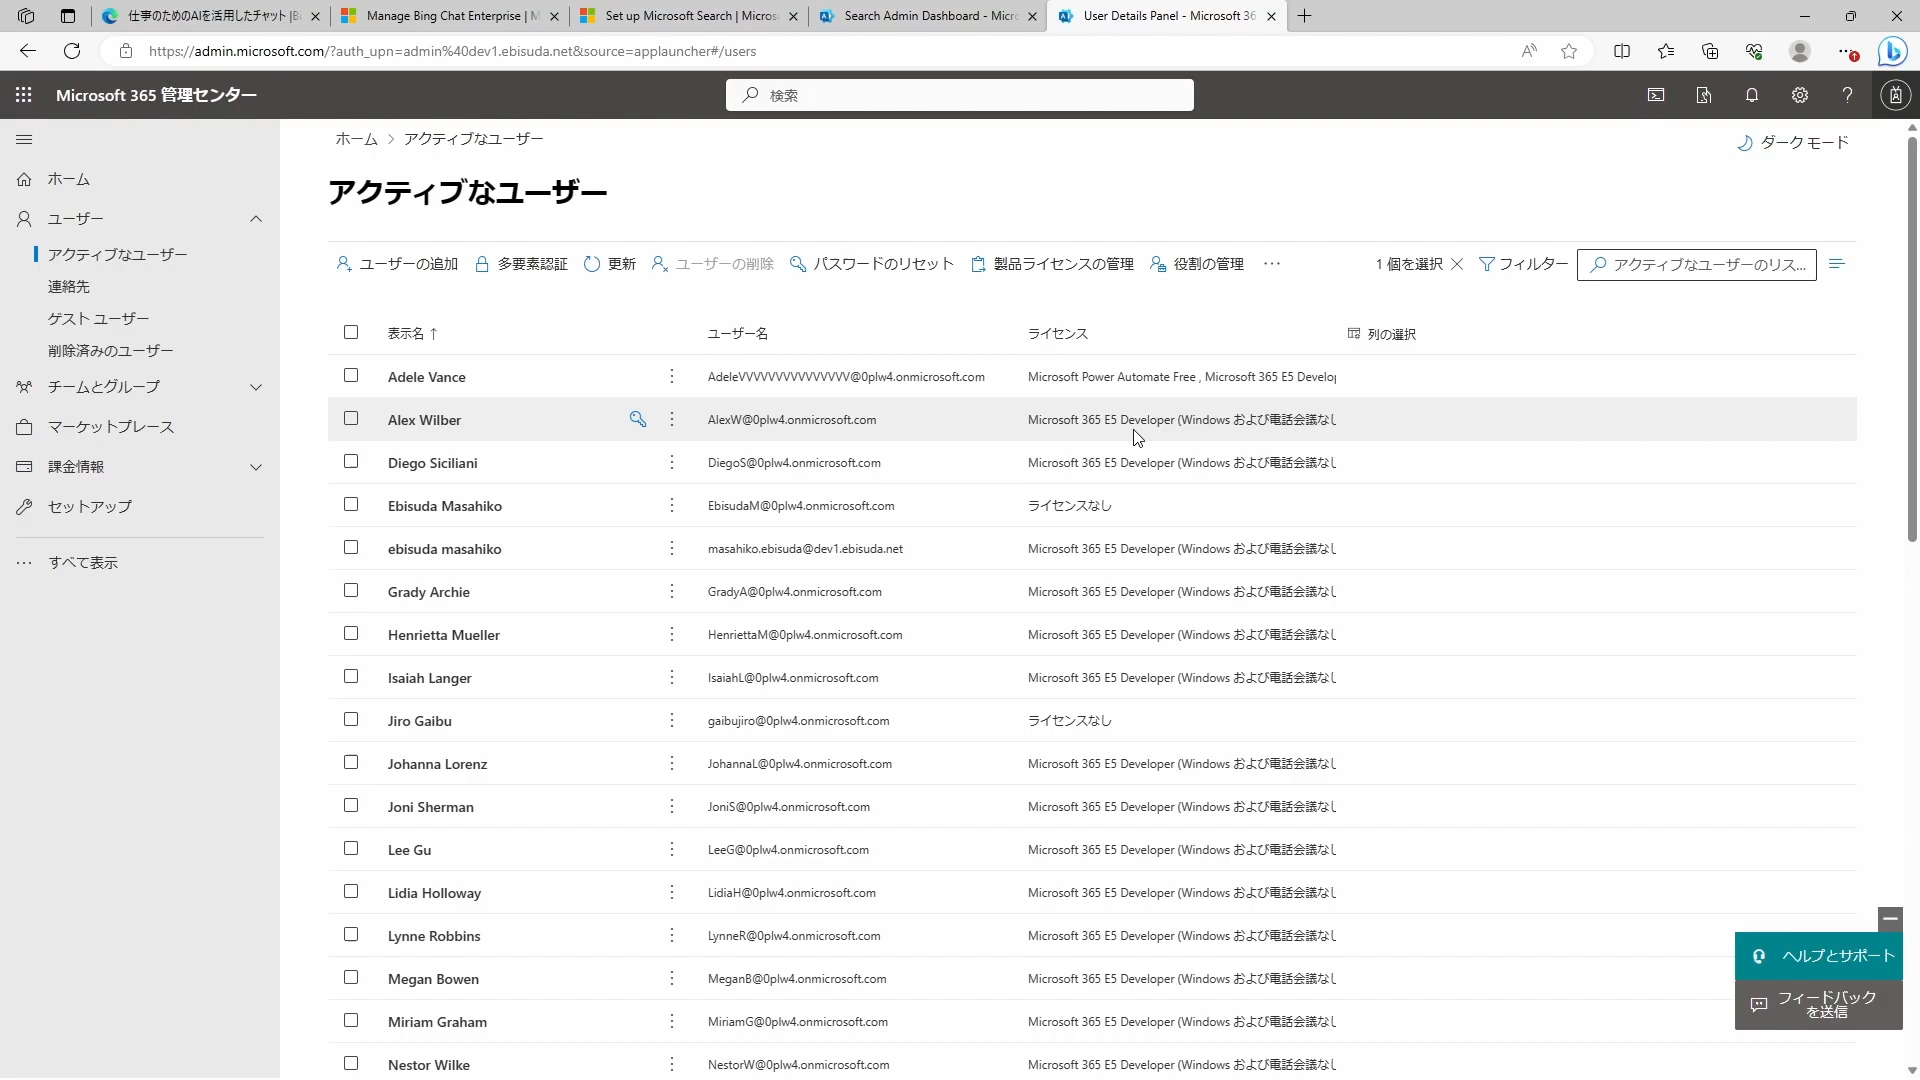 仕事のためのAIを活用したチャット |B
Manage Bing Chat Enterprise | M
Set up Microsoft Search | Micros
Search Admin Dashboard - Micro
User Details Panel - Microsoft 36
https://admin.microsoft.com/?auth_upn=admin%40dev1.ebisuda.net&source=applauncher#/users
Microsoft 365 管理センター
検索
ホーム
ユーザー
アクティブなユーザー
連絡先
ゲスト ユーザー
削除済みのユーザー
チームとグループ
マーケットプレース
課金情報
セットアップ
すべて表示
ホーム > アクティブなユーザー
ダーク モード
アクティブなユーザー
ユーザーの追加 多要素認証 更新 ユーザーの削除 パスワードのリセット 製品ライセンスの管理 役割の管理 … 1 個を選択 フィルター アクティブなユーザーのリス...
表示名 ↑ ユーザー名 ライセンス 列の選択
Adele Vance AdeleVVVVVVVVVVVVVVV@0plw4.onmicrosoft.com Microsoft Power Automate Free , Microsoft 365 E5 Develop
Alex Wilber AlexW@0plw4.onmicrosoft.com Microsoft 365 E5 Developer (Windows および電話会議なし
Diego Siciliani DiegoS@0plw4.onmicrosoft.com Microsoft 365 E5 Developer (Windows および電話会議なし
Ebisuda Masahiko EbisudaM@0plw4.onmicrosoft.com ライセンスなし
ebisuda masahiko masahiko.ebisuda@dev1.ebisuda.net Microsoft 365 E5 Developer (Windows および電話会議なし
Grady Archie GradyA@0plw4.onmicrosoft.com Microsoft 365 E5 Developer (Windows および電話会議なし
Henrietta Mueller HenriettaM@0plw4.onmicrosoft.com Microsoft 365 E5 Developer (Windows および電話会議なし
Isaiah Langer IsaiahL@0plw4.onmicrosoft.com Microsoft 365 E5 Developer (Windows および電話会議なし
Jiro Gaibu gaibujiro@0plw4.onmicrosoft.com ライセンスなし
Johanna Lorenz JohannaL@0plw4.onmicrosoft.com Microsoft 365 E5 Developer (Windows および電話会議なし
Joni Sherman JoniS@0plw4.onmicrosoft.com Microsoft 365 E5 Developer (Windows および電話会議なし
Lee Gu LeeG@0plw4.onmicrosoft.com Microsoft 365 E5 Developer (Windows および電話会議なし
Lidia Holloway LidiaH@0plw4.onmicrosoft.com Microsoft 365 E5 Developer (Windows および電話会議なし
Lynne Robbins LynneR@0plw4.onmicrosoft.com Microsoft 365 E5 Developer (Windows および電話会議なし
Megan Bowen MeganB@0plw4.onmicrosoft.com Microsoft 365 E5 Developer (Windows および電話会議なし
Miriam Graham MiriamG@0plw4.onmicrosoft.com Microsoft 365 E5 Developer (Windows および電話会議なし
Nestor Wilke NestorW@0plw4.onmicrosoft.com Microsoft 365 E5 Developer (Windows および電話会議なし
ヘルプとサポート
フィードバック
を送信